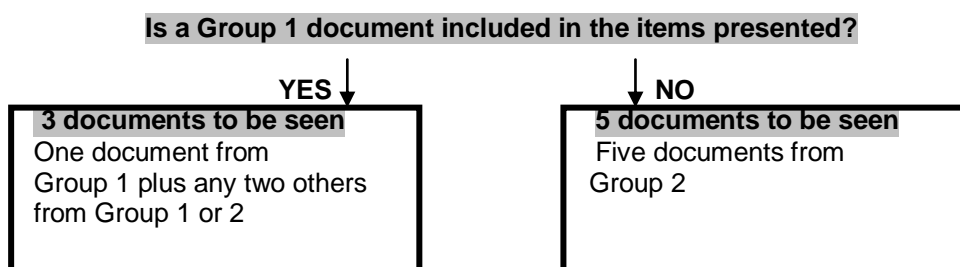 Is a Group 1 document included in the items presented?
YES
NO
3 documents to be seen
One document from
Group 1 plus any two others
from Group 1 or 2
5 documents to be seen
Five documents from
Group 2